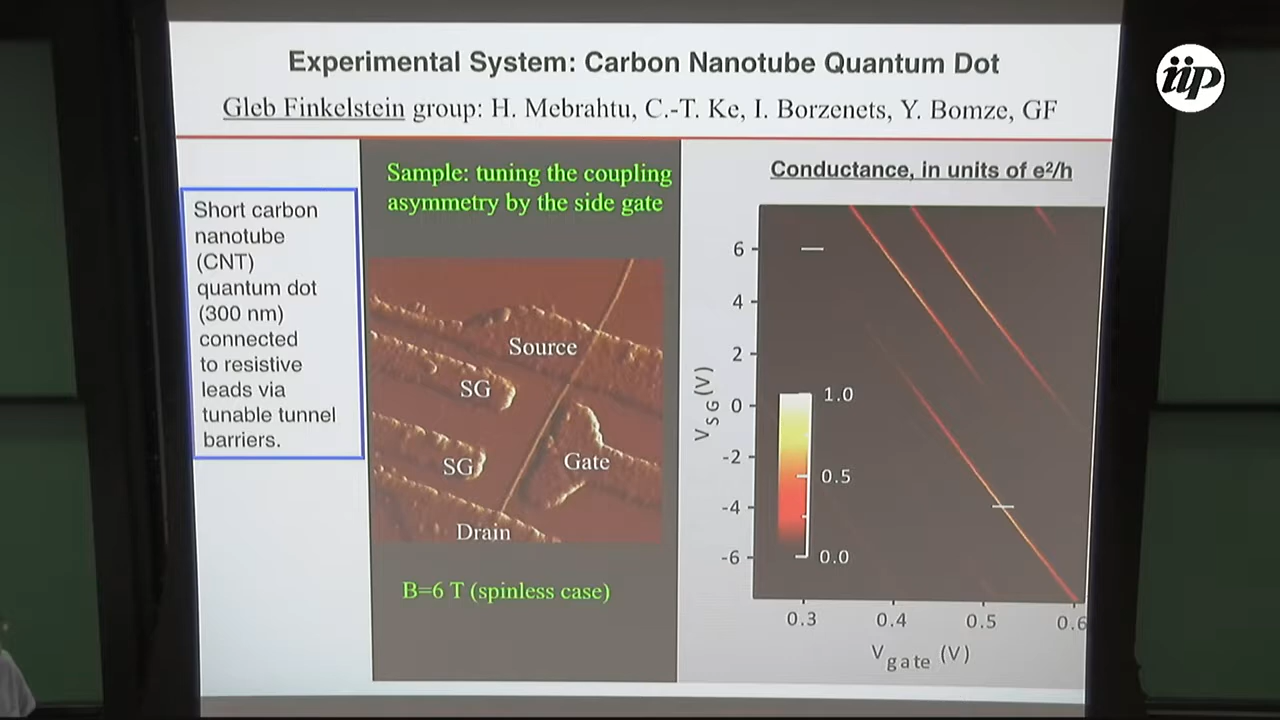 Experimental System: Carbon Nanotube Quantum Dot
Gleb Finkelstein group: H. Mebrahtu, C.-T. Ke, I. Borzenets, Y. Bomze, GF
Short carbon
nanotube
(CNT)
quantum dot
(300 nm)
connected
to resistive
leads via
tunable tunnel
barriers.
Sample: tuning the coupling
asymmetry by the side gate
Source
SG
SG
Gate
Drain
B=6 T (spinless case)
Conductance, in units of e²/h
6
4
2
0
-2
-4
-6
V_SG (V)
1.0
0.5
0.0
0.3 0.4 0.5 0.6
V_gate (V)
iip